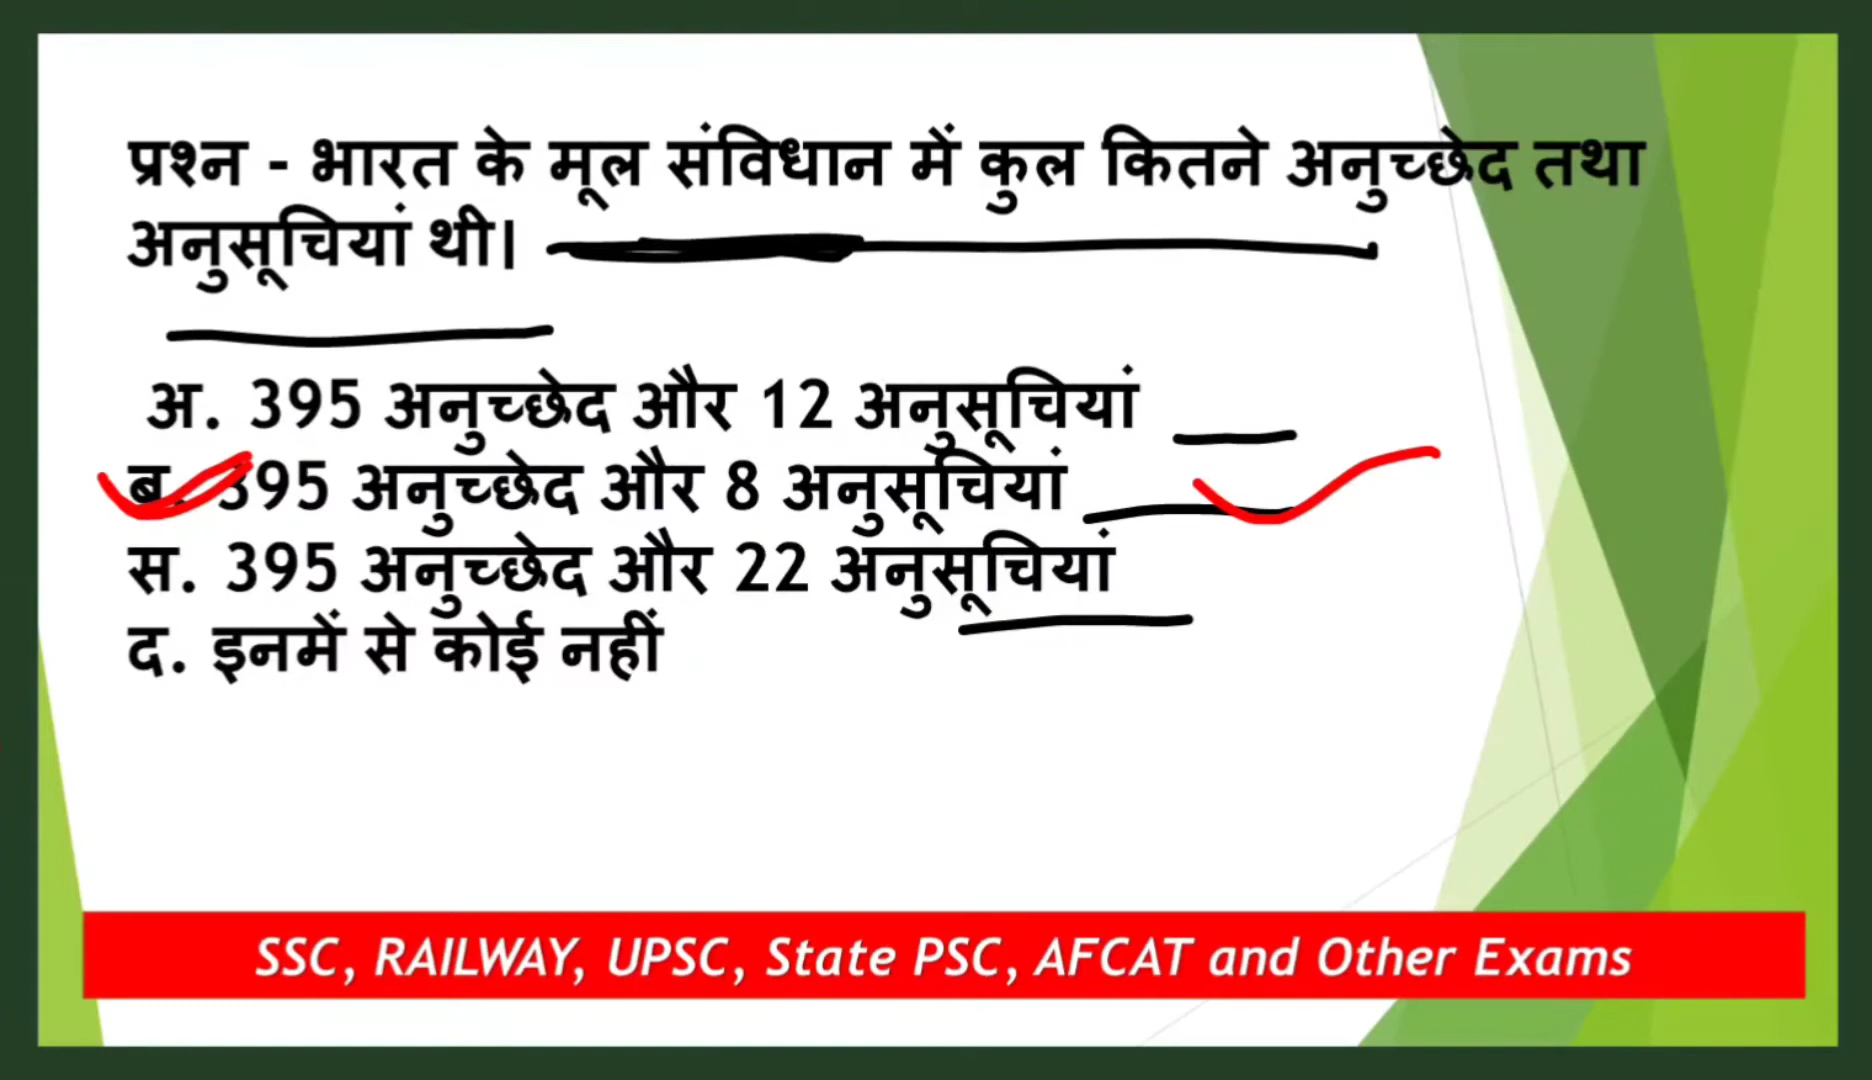 प्रश्न - भारत के मूल संविधान में कुल कितने अनुच्छेद तथा
अनुसूचियां थी।
अ. 395 अनुच्छेद और 12 अनुसूचियां
ब. 395 अनुच्छेद और 8 अनुसूचियां
स. 395 अनुच्छेद और 22 अनुसूचियां
द. इनमें से कोई नहीं
SSC, RAILWAY, UPSC, State PSC, AFCAT and Other Exams